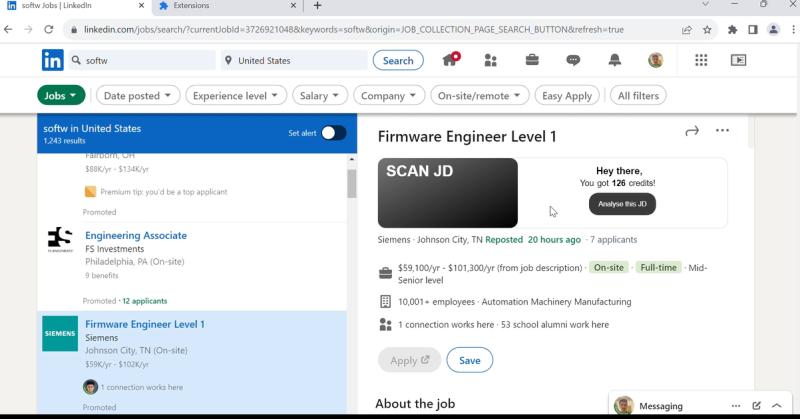 softw Jobs | LinkedIn
Extensions
linkedin.com/jobs/search/?currentJobId=3726921048&keywords=softw&origin=JOB_COLLECTION_PAGE_SEARCH_BUTTON&refresh=true
in
softw
United States
Search
Jobs
Date posted
Experience level
Salary
Company
On-site/remote
Easy Apply
All filters
softw in United States
1,243 results
Set alert
Fairborn, OH
$88K/yr - $134K/yr
Premium tip: you'd be a top applicant
Promoted
FS
Engineering Associate
FS Investments
Philadelphia, PA (On-site)
9 benefits
Promoted · 12 applicants
SIEMENS
Firmware Engineer Level 1
Siemens
Johnson City, TN (On-site)
$59K/yr - $102K/yr
1 connection works here
Promoted
Firmware Engineer Level 1
SCAN JD
Hey there,
You got 126 credits!
Analyse this JD
Siemens · Johnson City, TN Reposted 20 hours ago · 7 applicants
$59,100/yr - $101,300/yr (from job description) · On-site · Full-time · Mid-
Senior level
10,001+ employees · Automation Machinery Manufacturing
1 connection works here · 53 school alumni work here
Apply
Save
About the job
Messaging